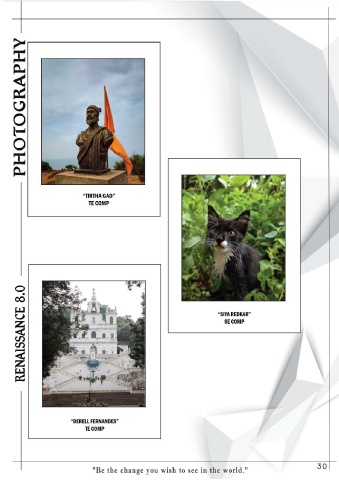 PHOTOGRAPHY
"TIRTHA GAD"
TE COMP
"SIYA REDKAR"
SE COMP
RENAISSANCE 8.0
"DERELL FERNANDES"
TE COMP
"Be the change you wish to see in the world."
30